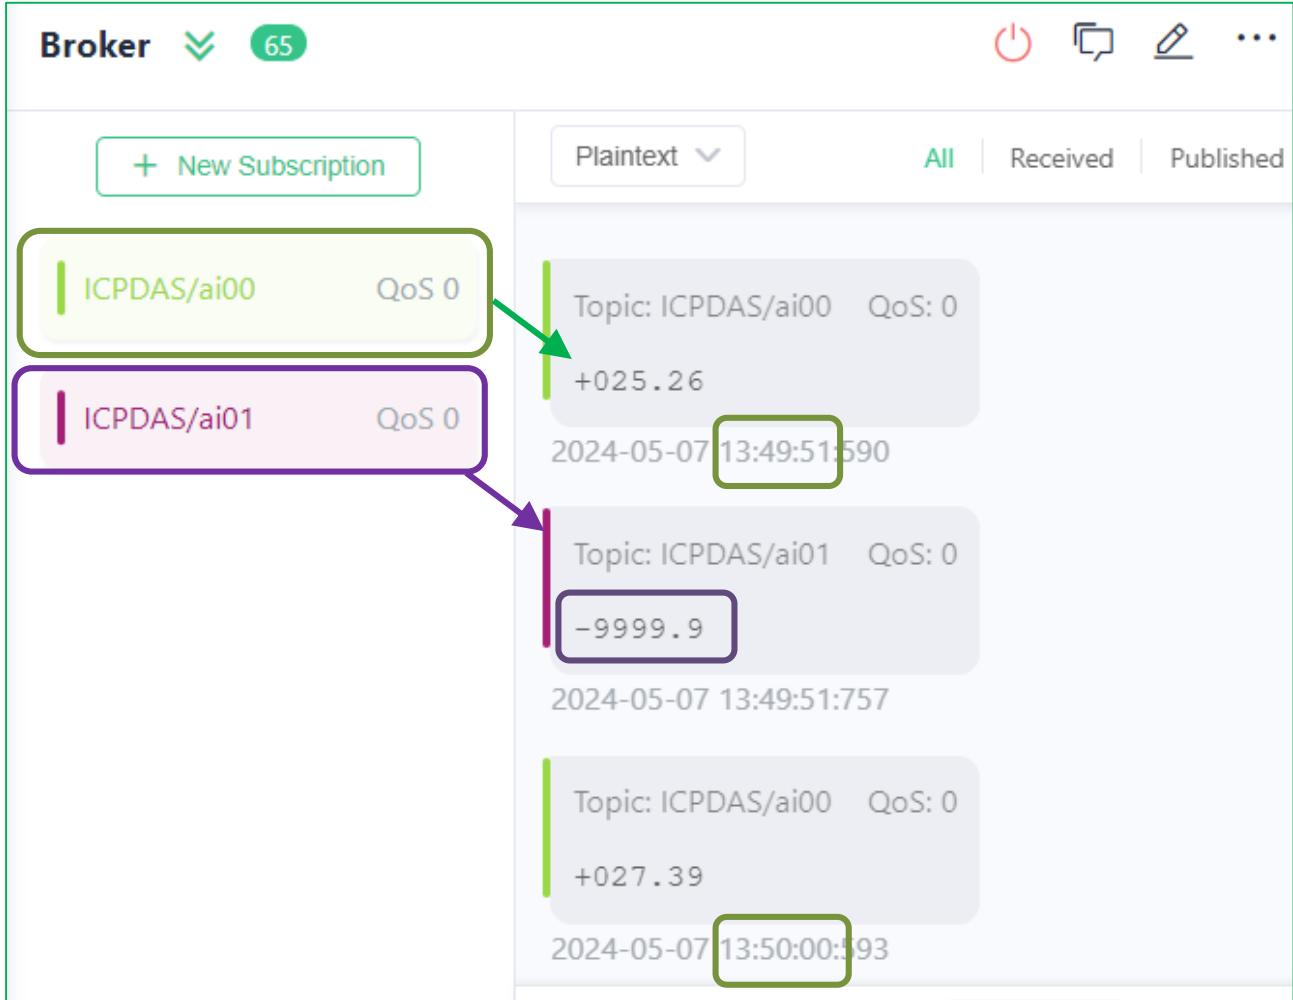 Broker 65
+ New Subscription
Plaintext
All Received Published
ICPDAS/ai00 QoS 0
ICPDAS/ai01 QoS 0
Topic: ICPDAS/ai00 QoS: 0
+025.26
2024-05-07 13:49:51:590
Topic: ICPDAS/ai01 QoS: 0
-9999.9
2024-05-07 13:49:51:757
Topic: ICPDAS/ai00 QoS: 0
+027.39
2024-05-07 13:50:00:593